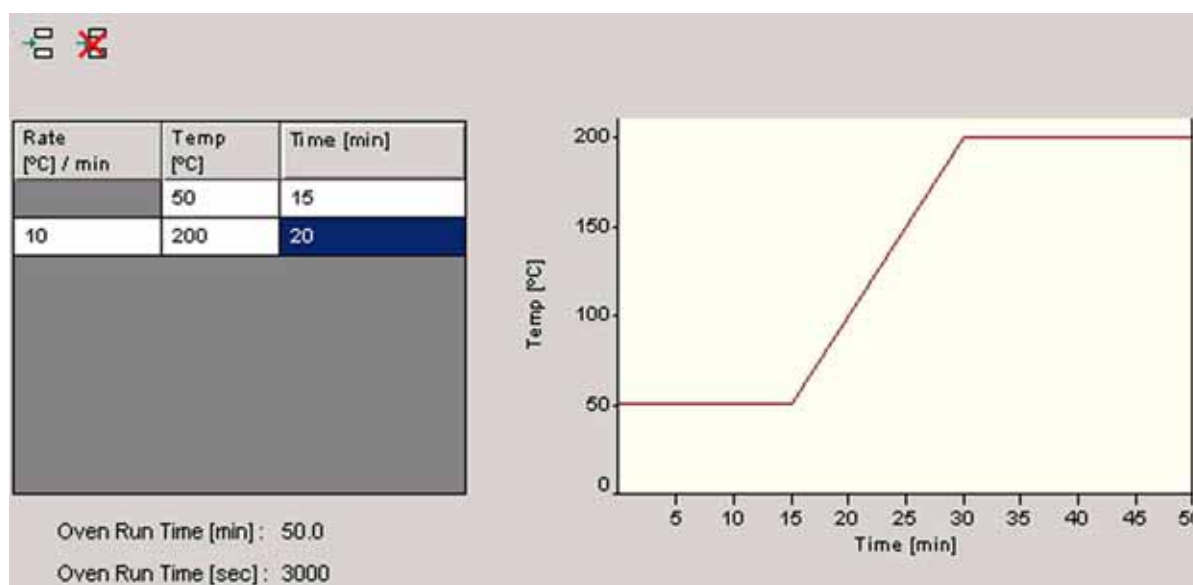 Rate
[ºC] / min
Temp
[ºC]
Time [min]
50 15
10 200 20
Oven Run Time [min] : 50.0
Oven Run Time [sec] : 3000
200
150
100
50
0
Temp [ºC]
5 10 15 20 25 30 35 40 45
Time [min]